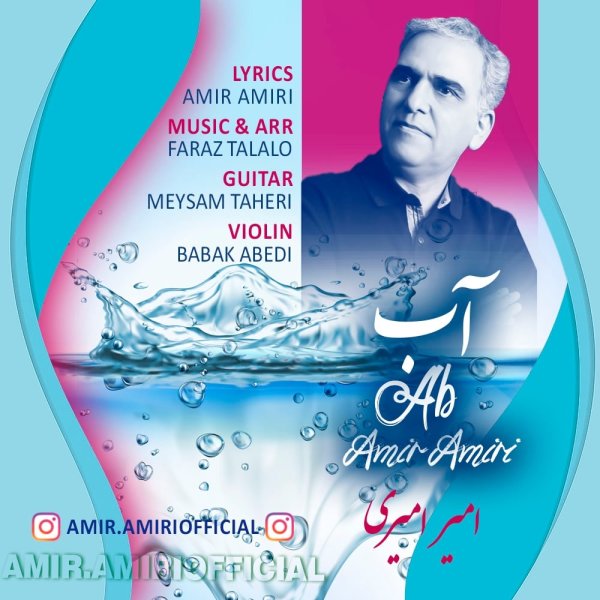 LYRICS
AMIR AMIRI
MUSIC & ARR
FARAZ TALALO
GUITAR
MEYSAM TAHERI
VIOLIN
BABAK ABEDI
آب
Ab
Amir Amiri
امیر امیری
AMIR.AMIRIOFFICIAL
AMIR.AMIRIOFFICIAL